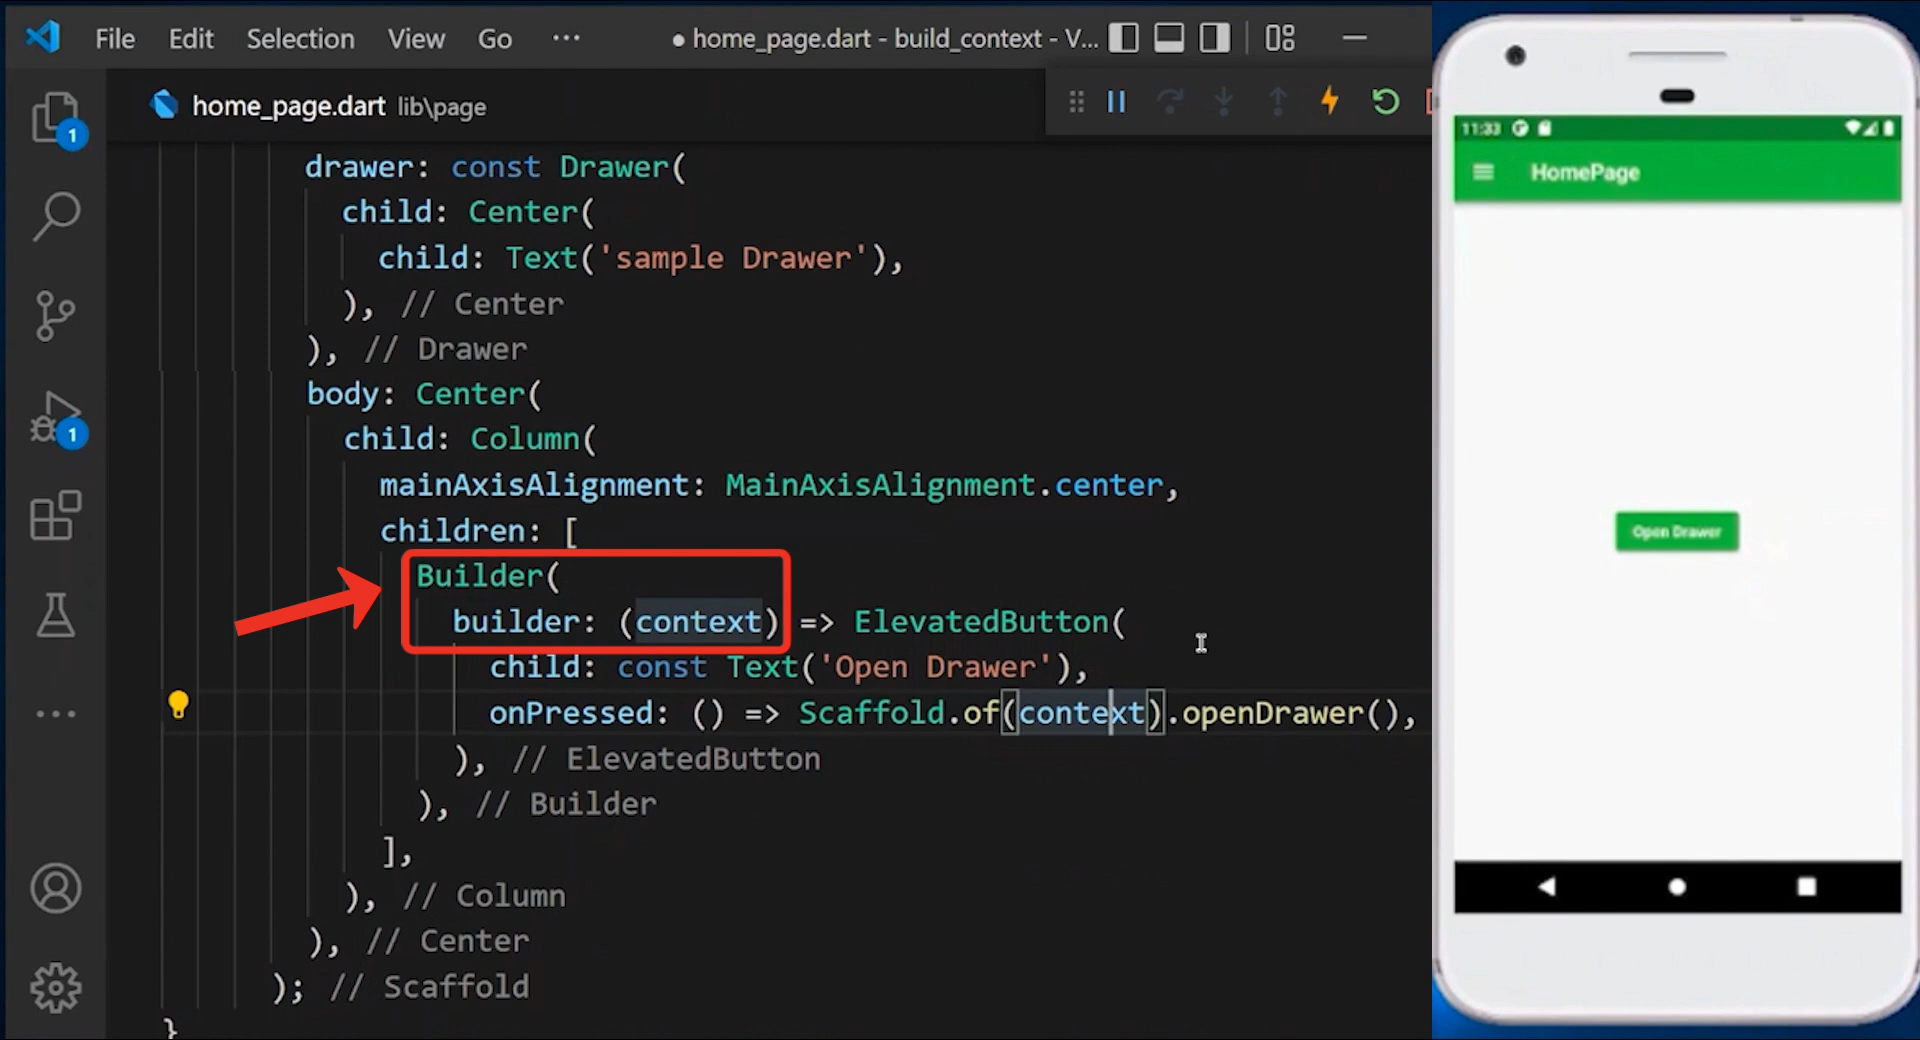 File Edit Selection View Go ··· ● home_page.dart - build_context - V...
home_page.dart lib\page
1
drawer: const Drawer(
child: Center(
child: Text('sample Drawer'),
), // Center
), // Drawer
body: Center(
1
child: Column(
mainAxisAlignment: MainAxisAlignment.center,
children: [
Builder(
builder: (context) => ElevatedButton(
child: const Text('Open Drawer'),
onPressed: () => Scaffold.of(context).openDrawer(),
), // ElevatedButton
), // Builder
],
), // Column
), // Center
); // Scaffold
}
11:33
HomePage
Open Drawer